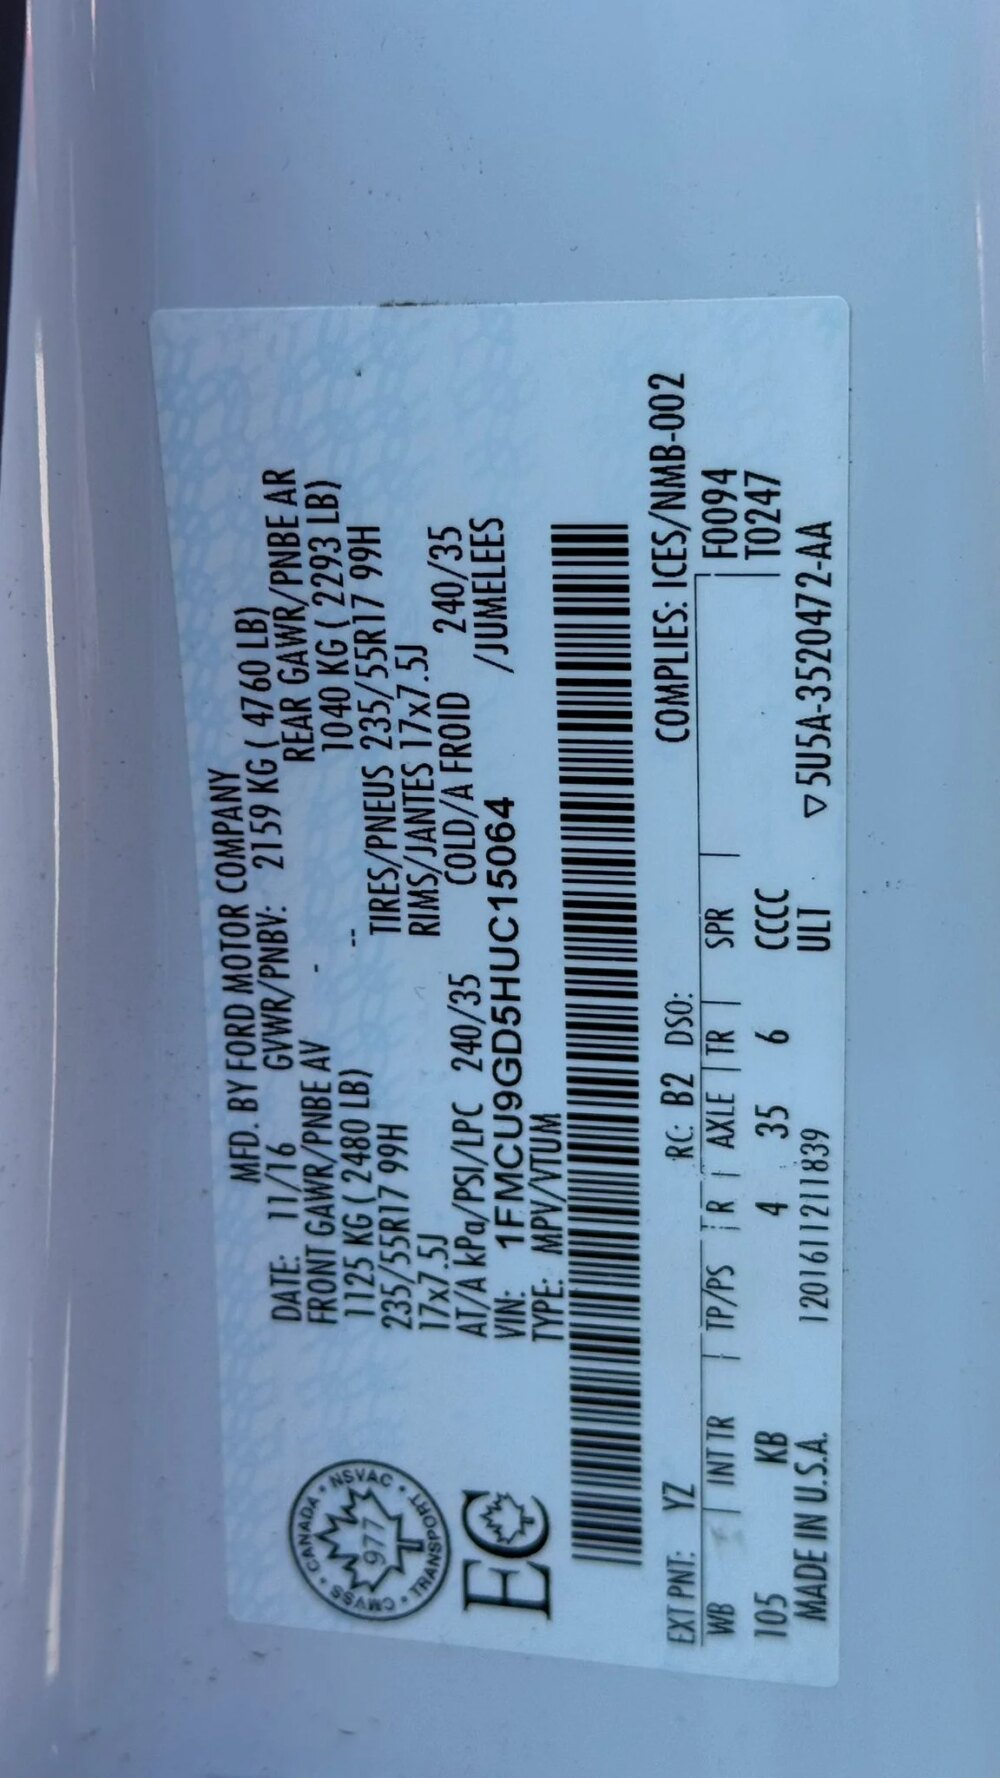 MFD. BY FORD MOTOR COMPANY
DATE: 11/16 GVWR/PNBV: 2159 KG ( 4760 LB)
FRONT GAWR/PNBE AV - REAR GAWR/PNBE AR
1125 KG ( 2480 LB) -- 1040 KG ( 2293 LB)
235/55R17 99H TIRES/PNEUS 235/55R17 99H
17x7.5J RIMS/JANTES 17x7.5J
AT/A kPa/PSI/LPC 240/35 COLD/A FROID 240/35
VIN: 1FMCU9GD5HUC15064 /JUMELEES
TYPE: MPV/VTUM
CANADA • NSVAC • TRANSPORT • CMVSS •
977
EC
COMPLIES: ICES/NMB-002
EXT PNT: YZ RC: B2 DSO:
WB | INT TR | TP/PS | R | AXLE | TR | SPR | F0094
T0247
105 KB 4 35 6 CCCC
ULT
MADE IN U.S.A. 120161121 1839 ▽5U5A-3520472-AA